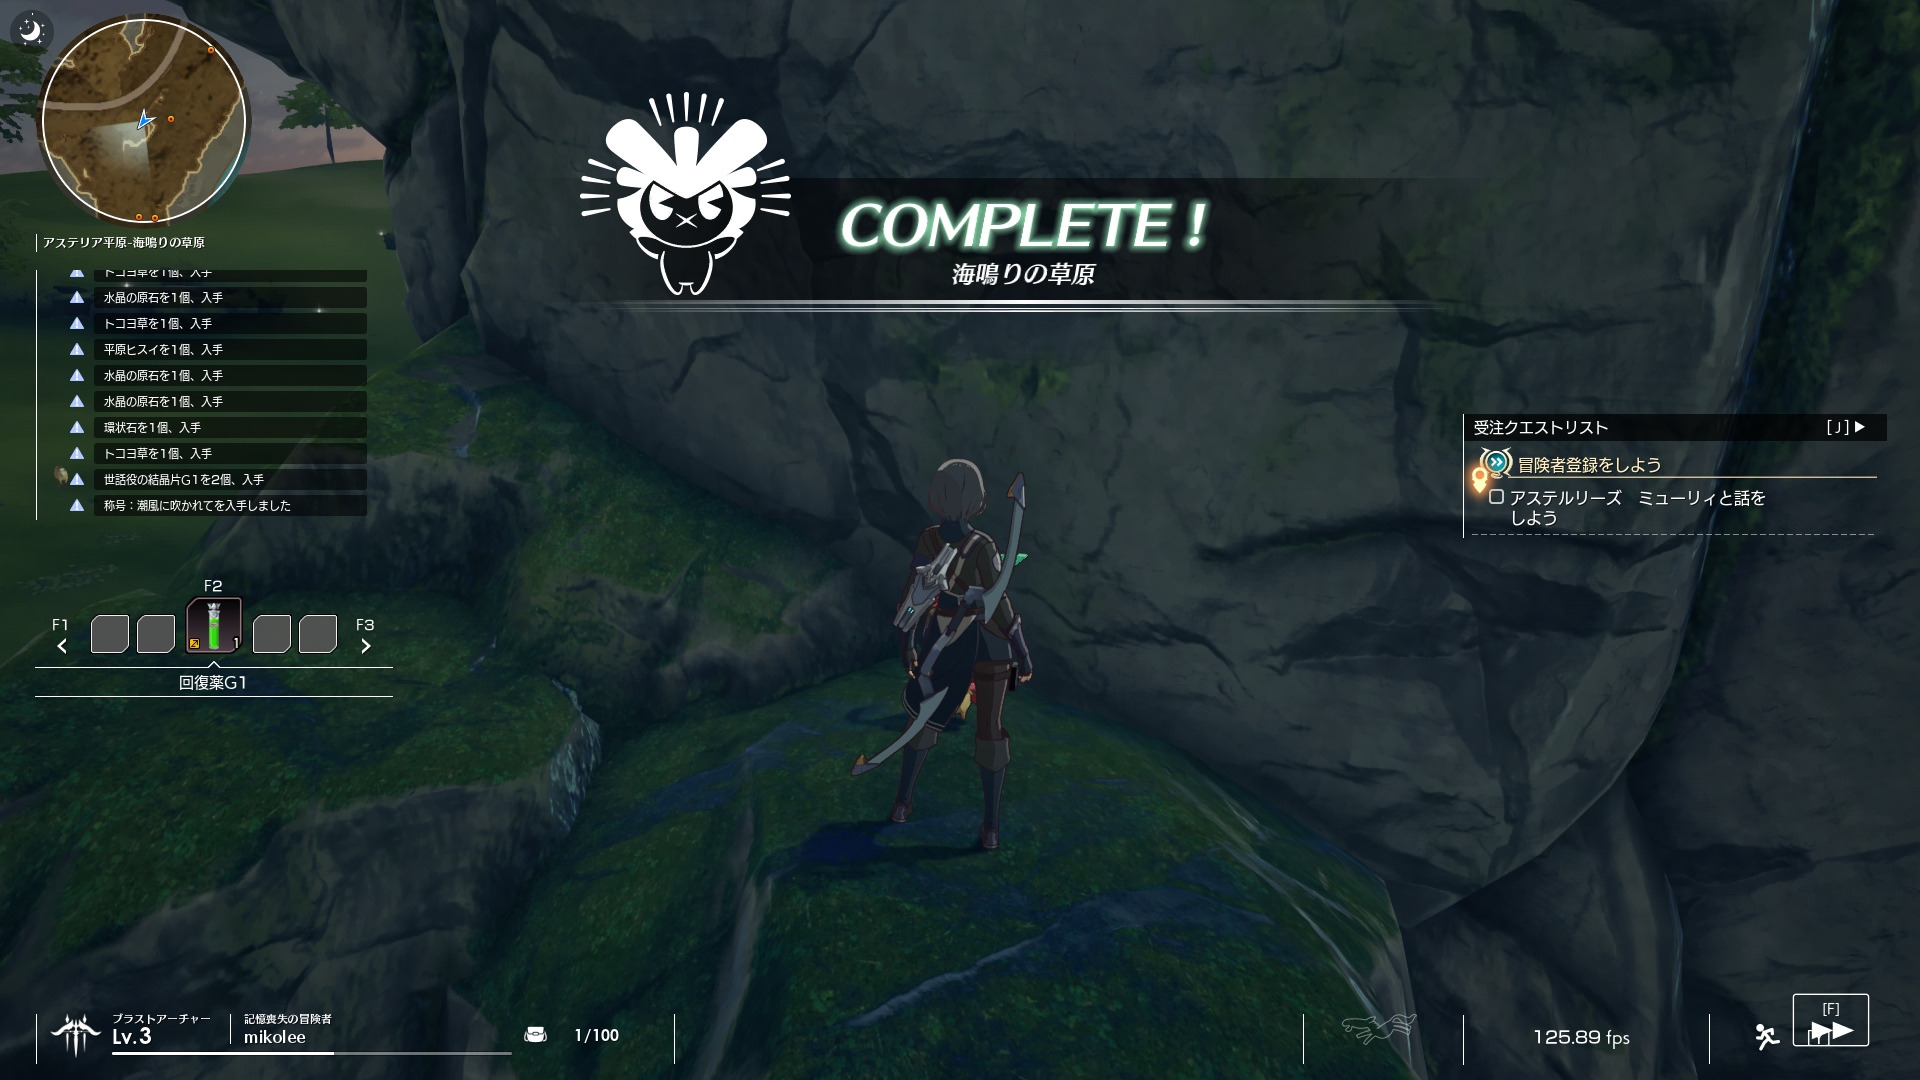 COMPLETE！
海鳴りの草原
アステリア平原-海鳴りの草原
トコヨ草を1個、入手
水晶の原石を1個、入手
トコヨ草を1個、入手
平原ヒスイを1個、入手
水晶の原石を1個、入手
水晶の原石を1個、入手
環状石を1個、入手
トコヨ草を1個、入手
世話役の結晶片G1を2個、入手
称号：潮風に吹かれてを入手しました
受注クエストリスト [J]▶
冒険者登録をしよう
アステルリーズ　ミューリィと話を
しよう
F2
F1
F3
1
回復薬G1
ブラストアーチャー
Lv.3
記憶喪失の冒険者
mikolee
1/100
125.89 fps
[F]